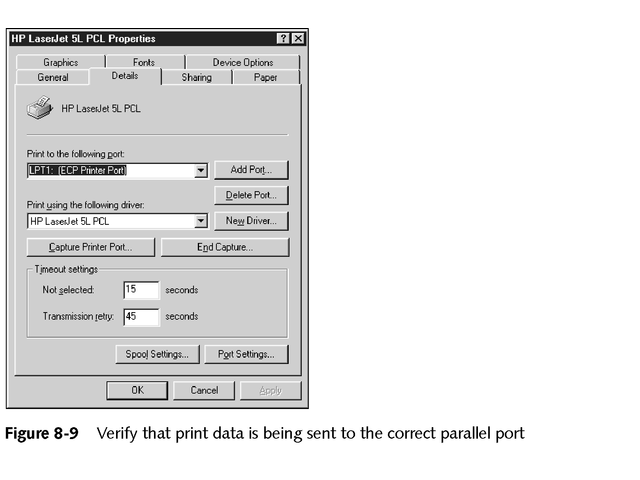 HP LaserJet 5L PCL Properties
Graphics Fonts Device Options
General Details Sharing Paper
HP LaserJet 5L PCL
Print to the following port:
LPT1: (ECP Printer Port) Add Port...
Delete Port...
Print using the following driver:
HP LaserJet 5L PCL New Driver...
Capture Printer Port... End Capture...
Timeout settings
Not selected: 15 seconds
Transmission retry: 45 seconds
Spool Settings... Port Settings...
OK Cancel Apply
Figure 8-9 Verify that print data is being sent to the correct parallel port